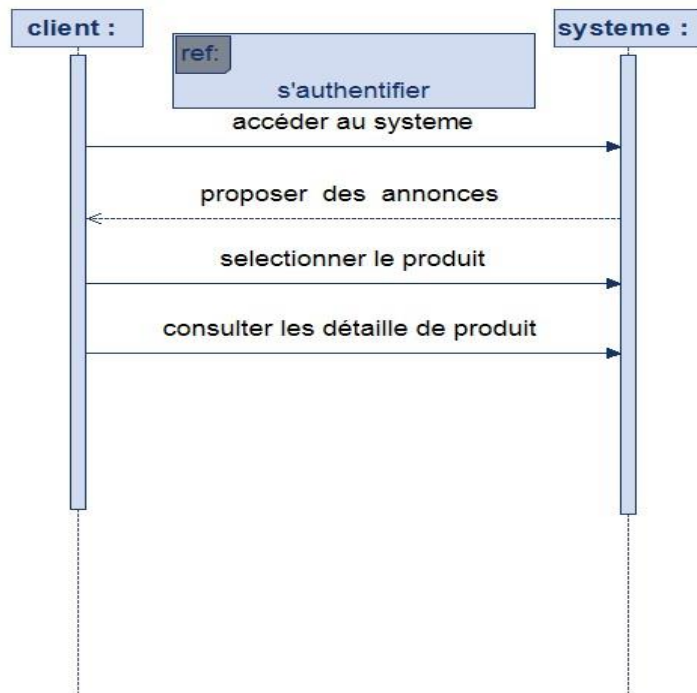 client :
systeme :
ref:
s'authentifier
accéder au systeme
proposer des annonces
selectionner le produit
consulter les détaille de produit